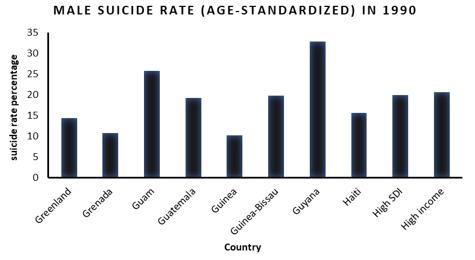 MALE SUICIDE RATE (AGE-STANDARDIZED) IN 1990
suicide rate percentage
35
30
25
20
15
10
5
0
Greenland
Grenada
Guam
Guatemala
Guinea
Guinea-Bissau
Guyana
Haiti
High SDI
High income
Country